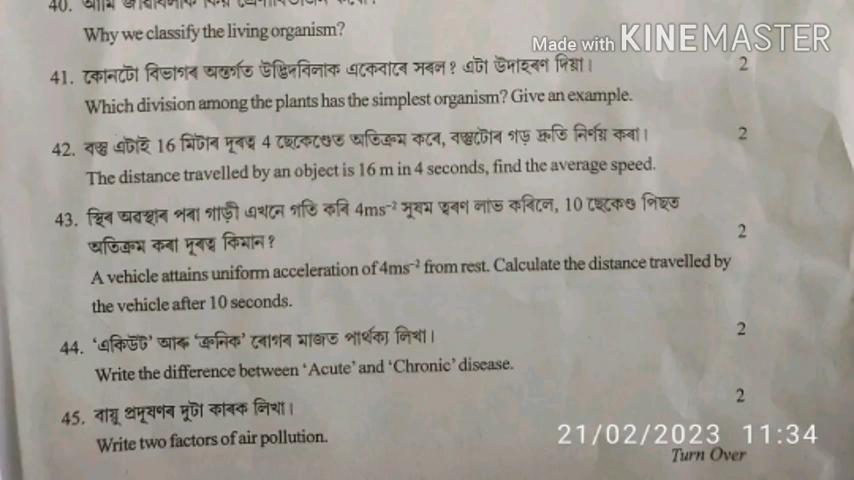 Made with KINEMASTER
40. আমি জীৱবিলাক কিয়
Why we classify the living organism?
41. কোনটো বিভাগৰ অন্তৰ্গত উদ্ভিদবিলাক একেবাৰে সৰল? এটা উদাহৰণ দিয়া। 2
Which division among the plants has the simplest organism? Give an example.
42. বস্তু এটাই 16 মিটাৰ দূৰত্ব 4 ছেকেণ্ডেত অতিক্ৰম কৰে, বস্তুটোৰ গড় দ্ৰুতি নিৰ্ণয় কৰা। 2
The distance travelled by an object is 16 m in 4 seconds, find the average speed.
43. স্থিৰ অৱস্থাৰ পৰা গাড়ী এখনে গতি কৰি 4ms⁻² সুষম ত্বৰণ লাভ কৰিলে, 10 ছেকেণ্ড পিছত
অতিক্ৰম কৰা দূৰত্ব কিমান? 2
A vehicle attains uniform acceleration of 4ms⁻² from rest. Calculate the distance travelled by
the vehicle after 10 seconds.
44. ‘একিউট’ আৰু ‘ক্ৰনিক’ ৰোগৰ মাজত পাৰ্থক্য লিখা। 2
Write the difference between ‘Acute’ and ‘Chronic’ disease.
45. বায়ু প্ৰদূষণৰ দুটা কাৰক লিখা। 2
Write two factors of air pollution.
21/02/2023 11:34
Turn Over